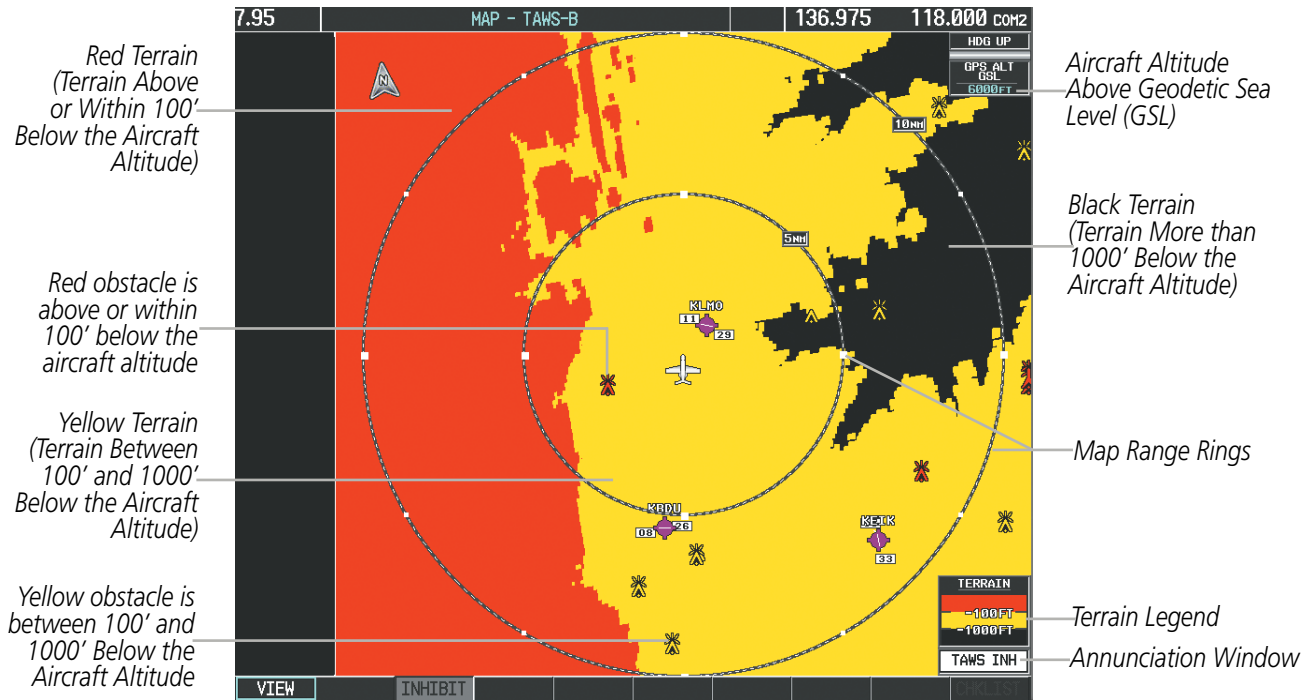 7.95
MAP - TAWS-B
136.975
118.000 COM2
HDG UP
GPS ALT
GSL
6000FT
N
Red Terrain
(Terrain Above
or Within 100'
Below the Aircraft
Altitude)
Aircraft Altitude
Above Geodetic Sea
Level (GSL)
10NM
Black Terrain
(Terrain More than
1000' Below the
Aircraft Altitude)
5NM
Red obstacle is
above or within
100' below the
aircraft altitude
KLMO
11
29
Yellow Terrain
(Terrain Between
100' and 1000'
Below the Aircraft
Altitude)
Map Range Rings
KBDU
08
26
KEIK
33
Yellow obstacle is
between 100' and
1000' Below the
Aircraft Altitude
TERRAIN
-100FT
-1000FT
Terrain Legend
TAWS INH
Annunciation Window
VIEW
INHIBIT
CHKLIST